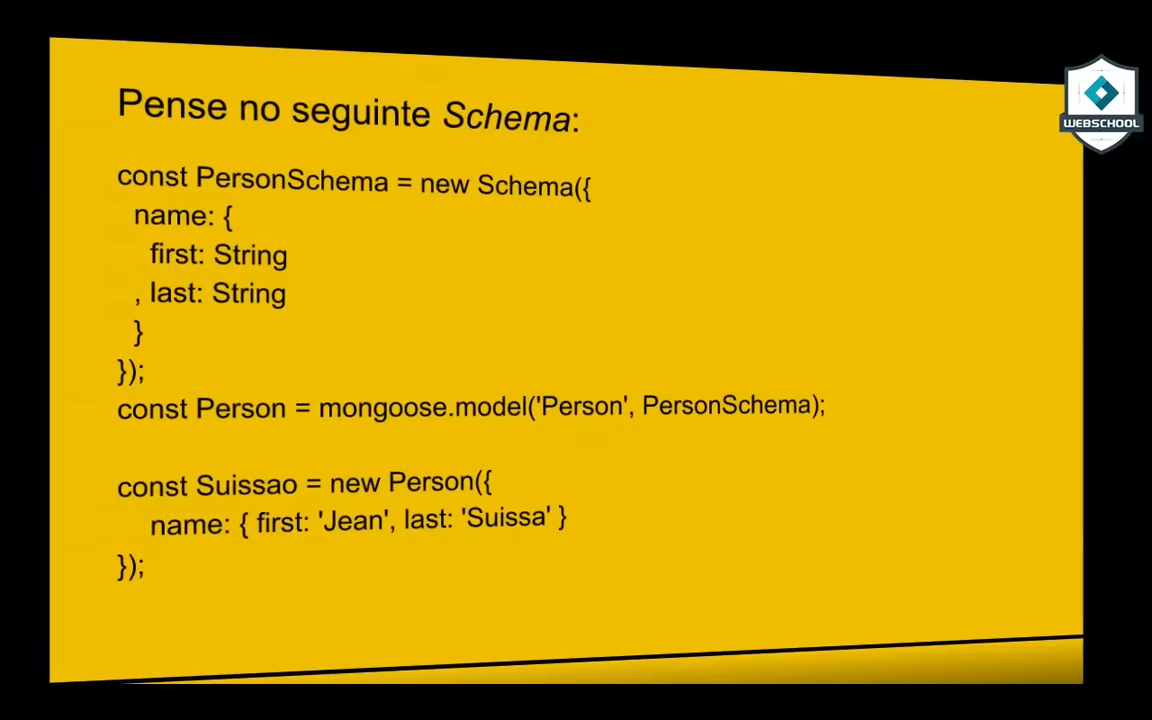 Pense no seguinte Schema:
const PersonSchema = new Schema({
name: {
first: String
, last: String
}
});
const Person = mongoose.model('Person', PersonSchema);
const Suissao = new Person({
name: { first: 'Jean', last: 'Suissa' }
});
WEBSCHOOL